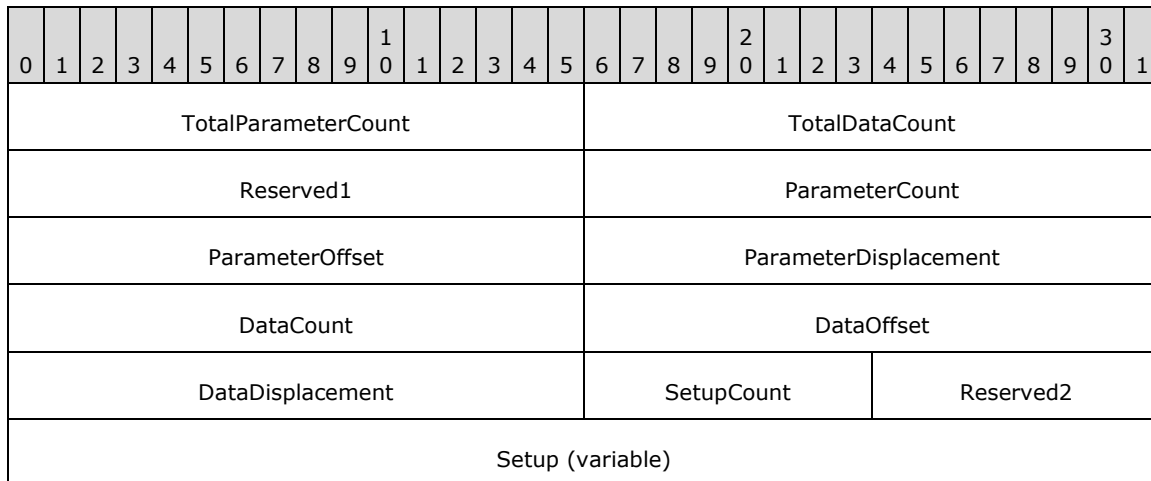 1 2 3
0 1 2 3 4 5 6 7 8 9 0 1 2 3 4 5 6 7 8 9 0 1 2 3 4 5 6 7 8 9 0 1
TotalParameterCount TotalDataCount
Reserved1 ParameterCount
ParameterOffset ParameterDisplacement
DataCount DataOffset
DataDisplacement SetupCount Reserved2
Setup (variable)